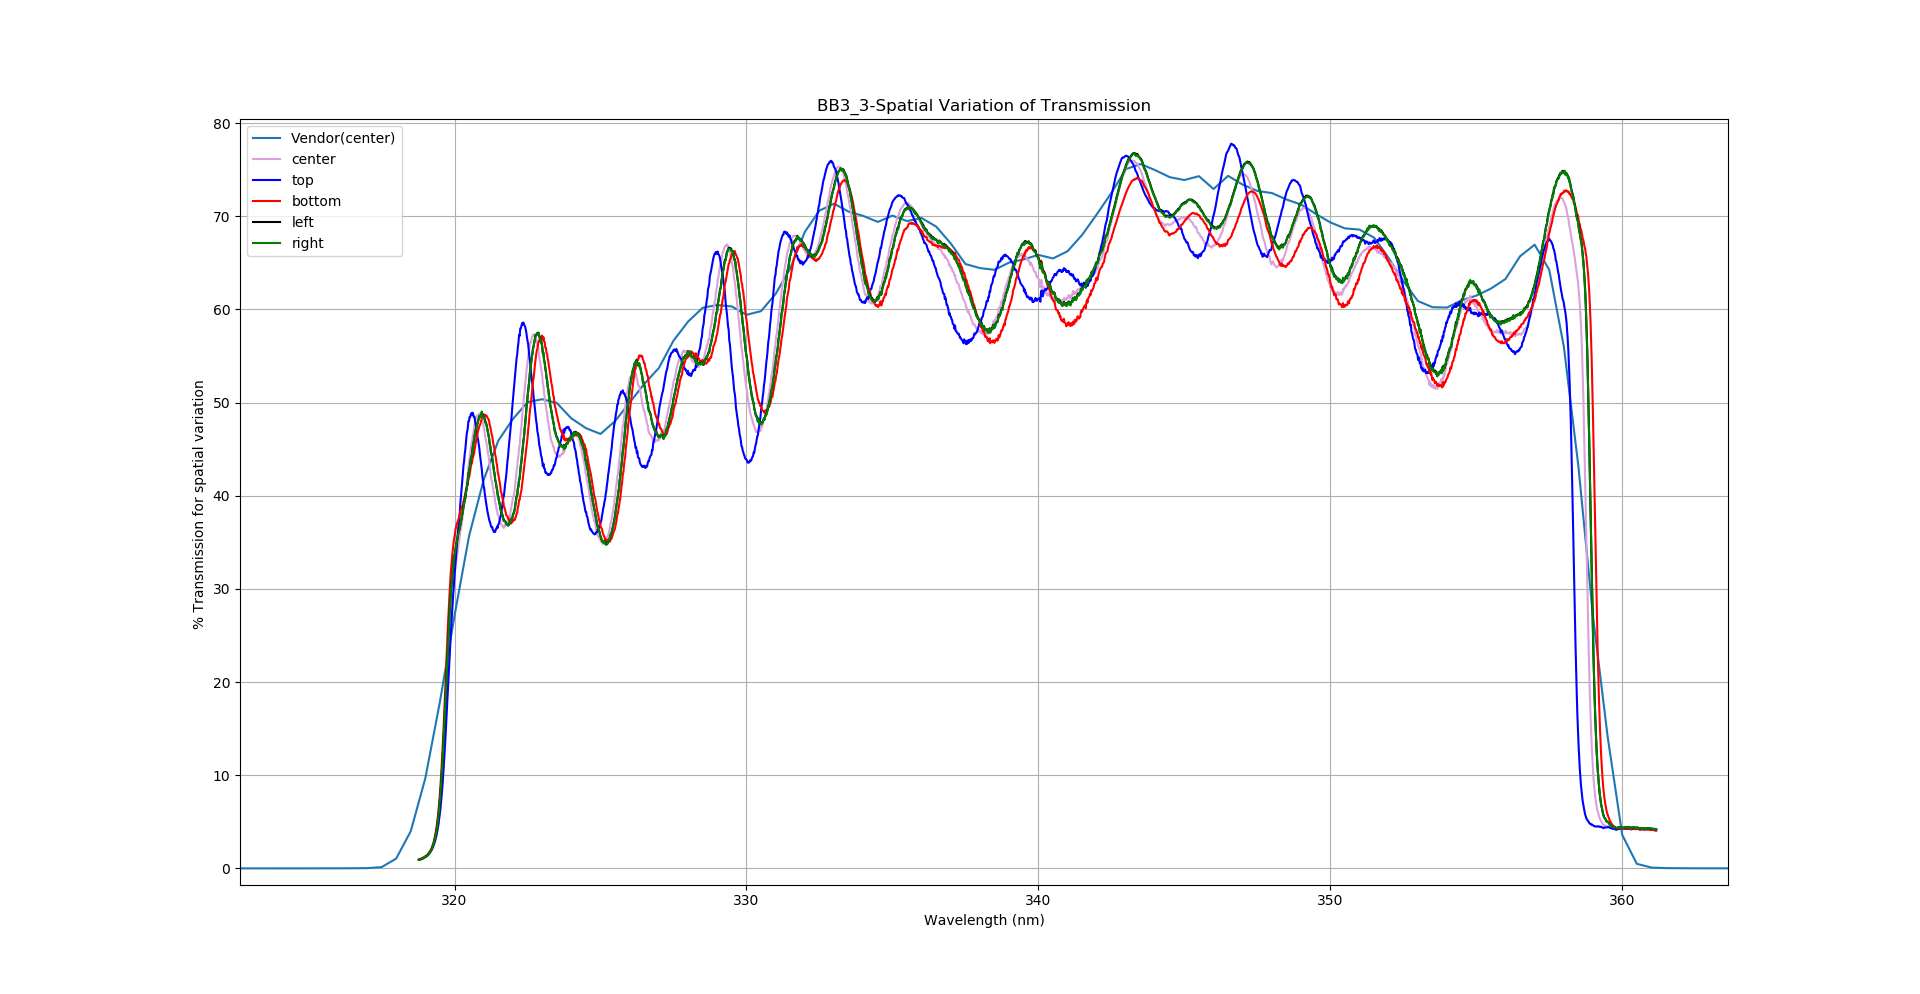 BB3_3-Spatial Variation of Transmission
Vendor(center)
center
top
bottom
left
right
% Transmission for spatial variation
80
70
60
50
40
30
20
10
0
320 330 340 350 360
Wavelength (nm)